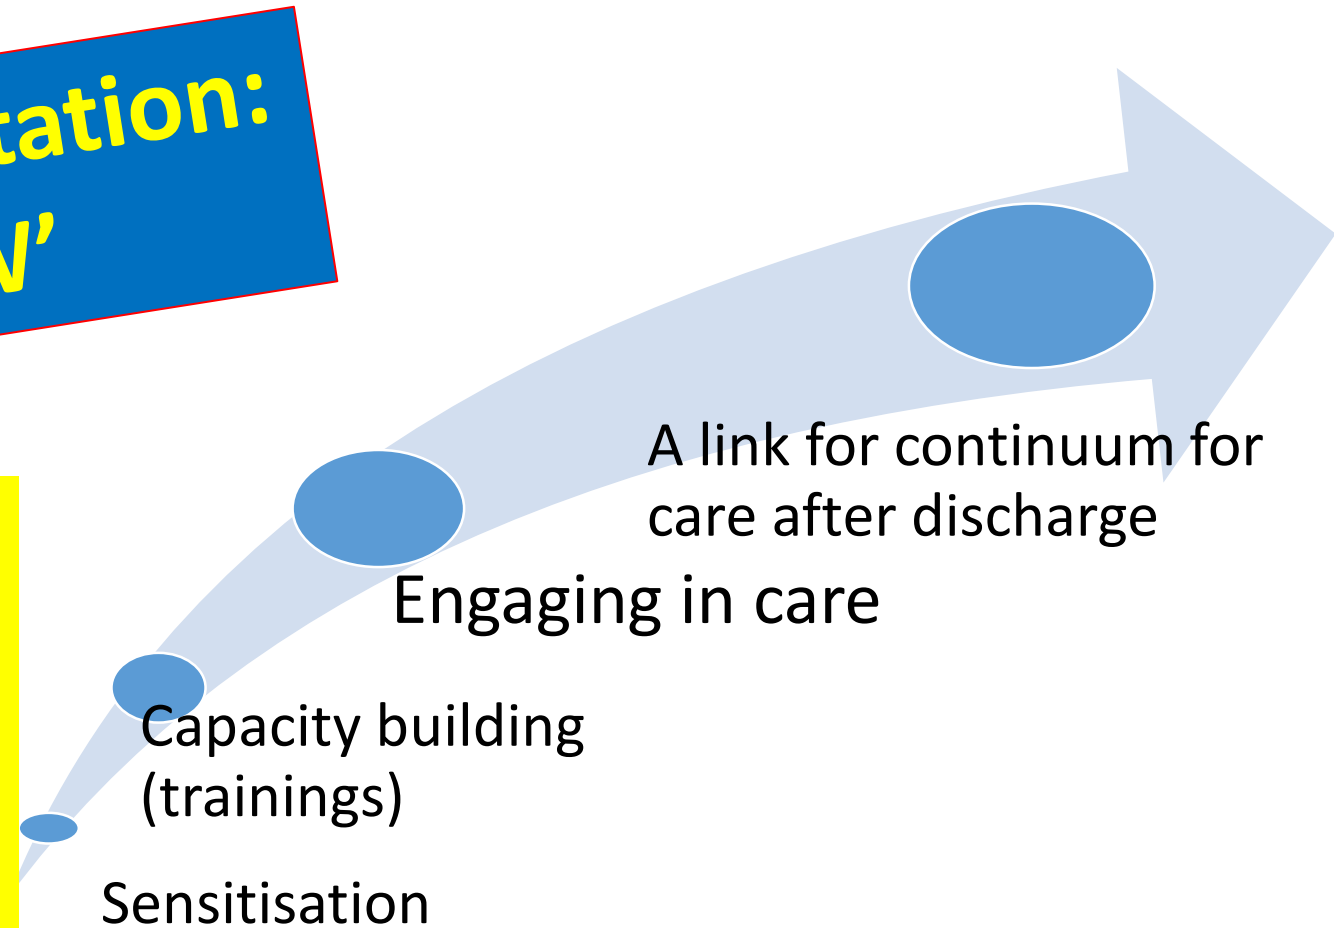 tation:
’
A link for continuum for
care after discharge
Engaging in care
Capacity building
(trainings)
Sensitisation